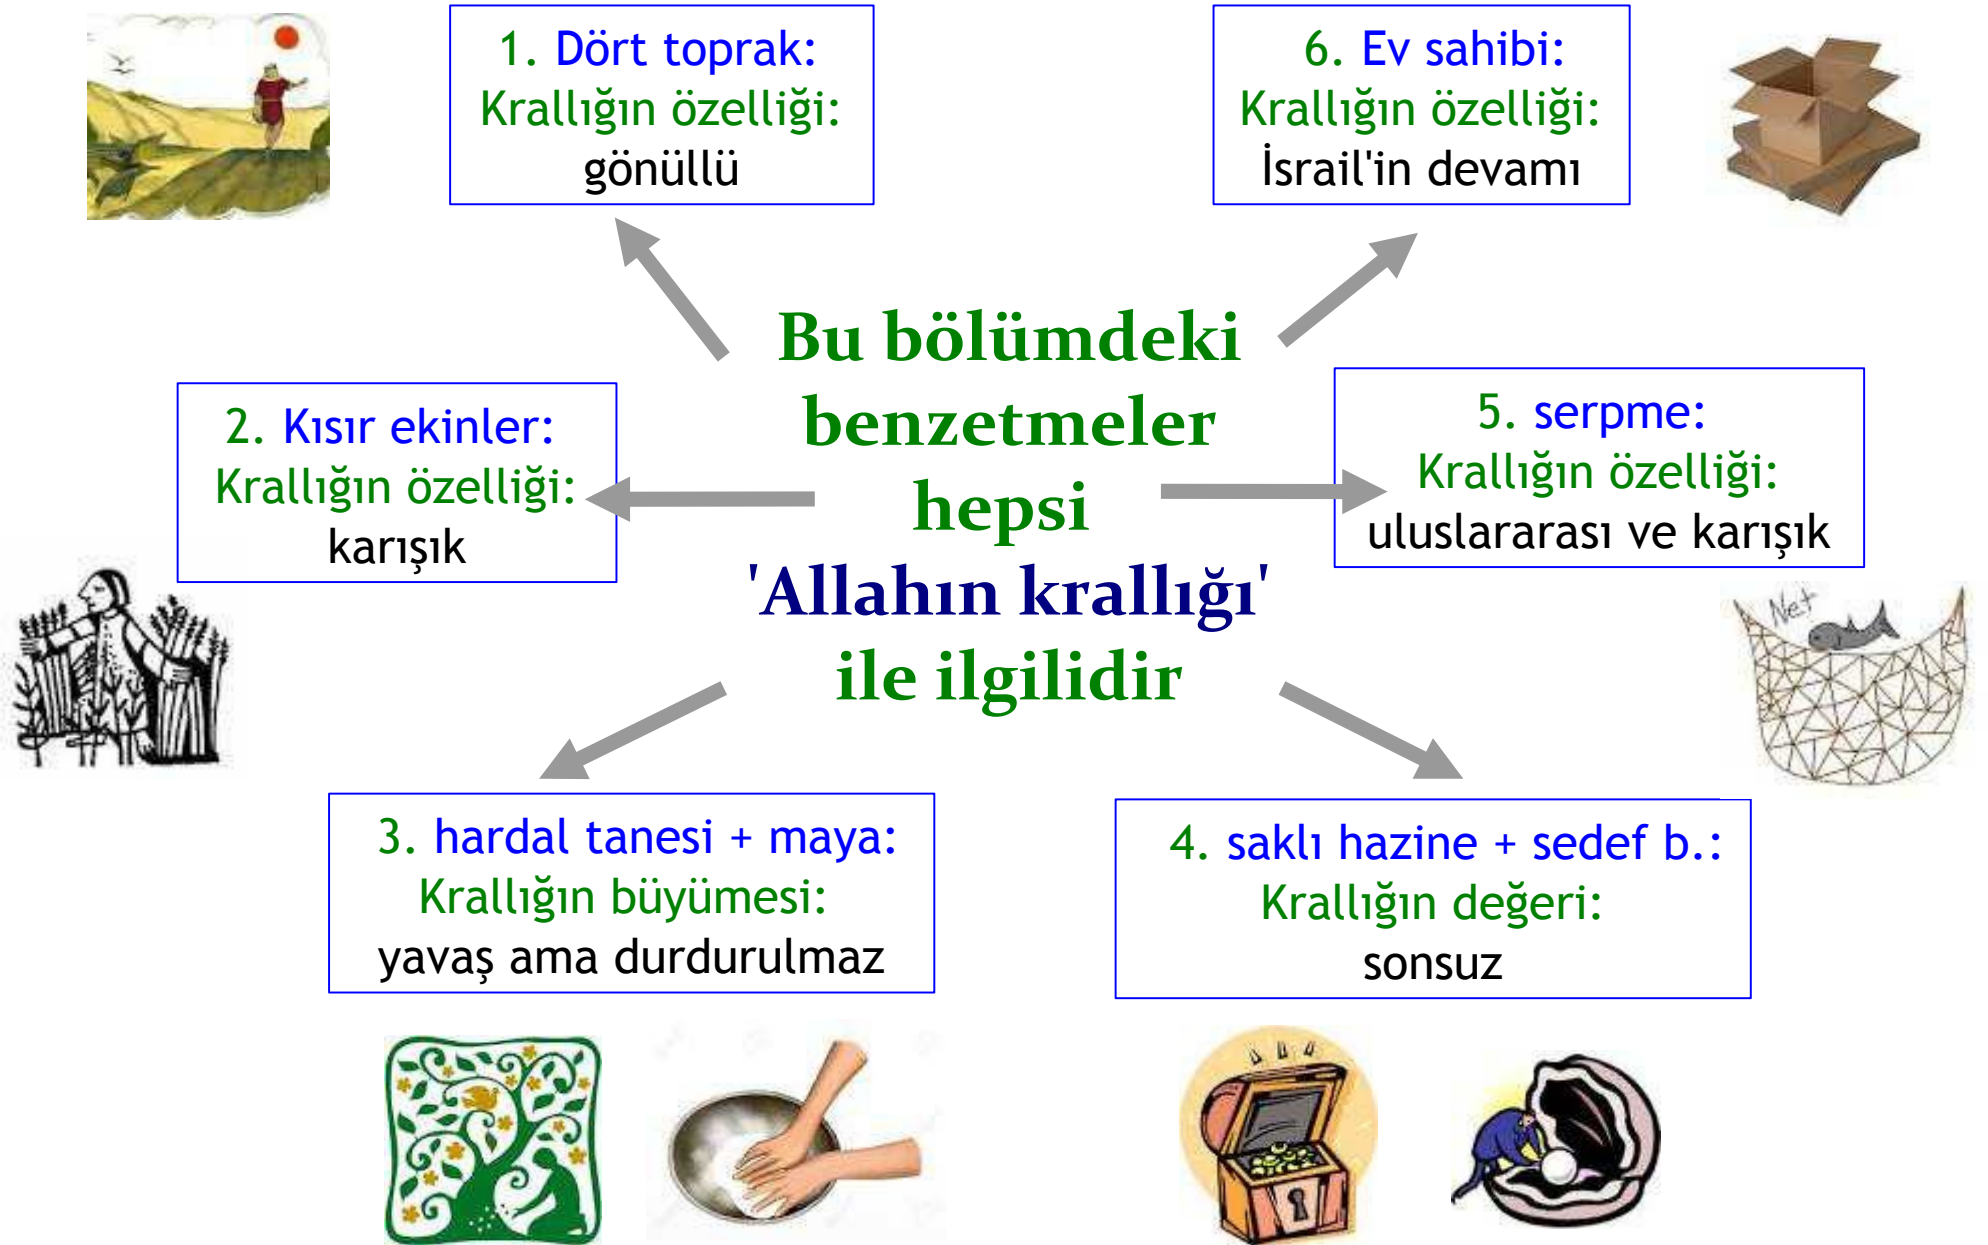 1. Dört toprak:
Krallığın özelliği:
gönüllü
6. Ev sahibi:
Krallığın özelliği:
İsrail'in devamı
Bu bölümdeki
benzetmeler
hepsi
'Allahın krallığı'
ile ilgilidir
2. Kısır ekinler:
Krallığın özelliği:
karışık
5. serpme:
Krallığın özelliği:
uluslararası ve karışık
Net
3. hardal tanesi + maya:
Krallığın büyümesi:
yavaş ama durdurulmaz
4. saklı hazine + sedef b.:
Krallığın değeri:
sonsuz